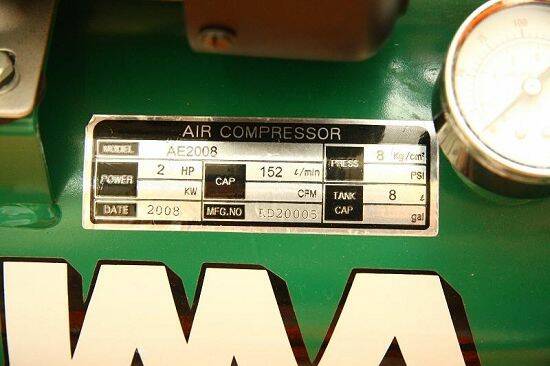 AIR COMPRESSOR
MODEL AE2008 PRESS 8 Kg/cm²
POWER 2 HP CAP 152 ℓ/min PSI
KW CFM TANK CAP 8 ℓ
DATE 2008 MFG.NO gal
100